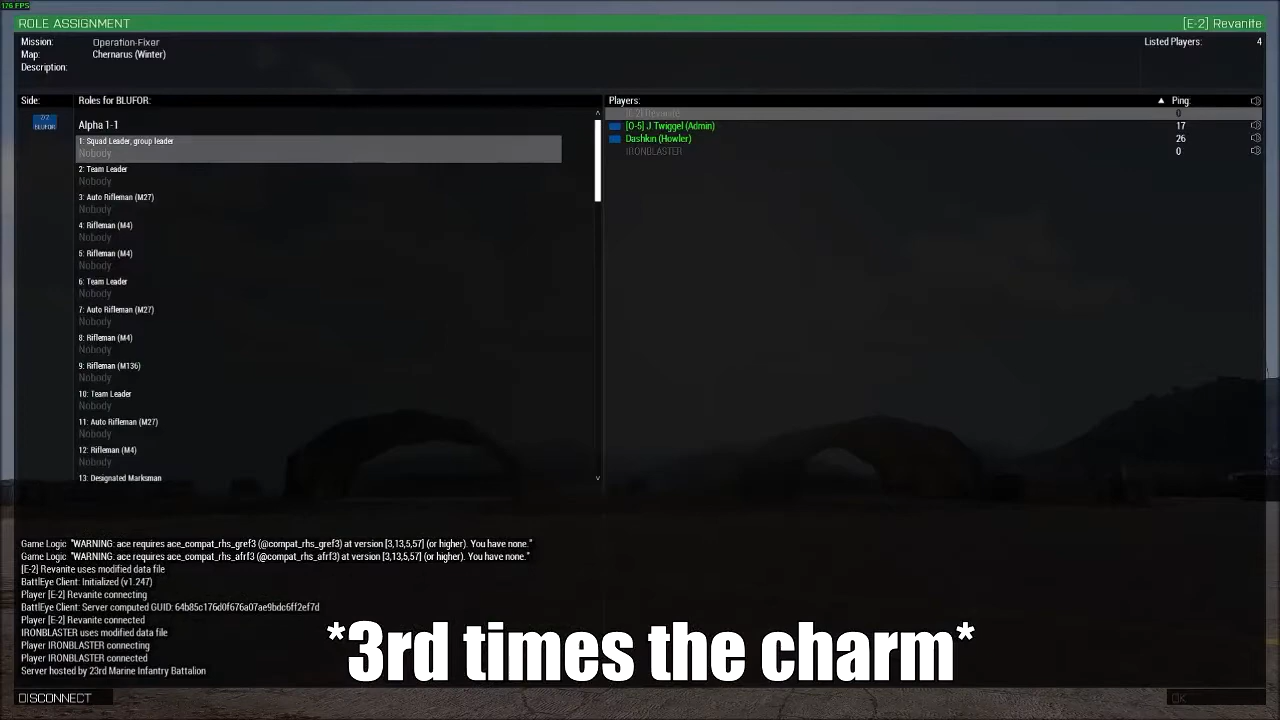 176 FPS
ROLE ASSIGNMENT
[E-2] Revanite
Mission: Operation-Fixer
Map: Chernarus (Winter)
Description:
Listed Players: 4
Side:
Roles for BLUFOR:
Players:
Ping:
2/2
BLUFOR
Alpha 1-1
1: Squad Leader, group leader
Nobody
2: Team Leader
Nobody
3: Auto Rifleman (M27)
Nobody
4: Rifleman (M4)
Nobody
5: Rifleman (M4)
Nobody
6: Team Leader
Nobody
7: Auto Rifleman (M27)
Nobody
8: Rifleman (M4)
Nobody
9: Rifleman (M136)
Nobody
10: Team Leader
Nobody
11: Auto Rifleman (M27)
Nobody
12: Rifleman (M4)
Nobody
13: Designated Marksman
[E-2] Revanite 0
[O-5] J Twiggel (Admin) 17
Dashkin (Howler) 26
IRONBLASTER 0
Game Logic "WARNING: ace requires ace_compat_rhs_gref3 (@compat_rhs_gref3) at version [3,13,5,57] (or higher). You have none."
Game Logic "WARNING: ace requires ace_compat_rhs_afrf3 (@compat_rhs_afrf3) at version [3,13,5,57] (or higher). You have none."
[E-2] Revanite uses modified data file
BattlEye Client: Initialized (v1.247)
Player [E-2] Revanite connecting
BattlEye Client: Server computed GUID: 64b85c176d0f676a07ae9bdc6ff2ef7d
Player [E-2] Revanite connected
IRONBLASTER uses modified data file
Player IRONBLASTER connecting
Player IRONBLASTER connected
Server hosted by 23rd Marine Infantry Battalion
*3rd times the charm*
DISCONNECT
OK